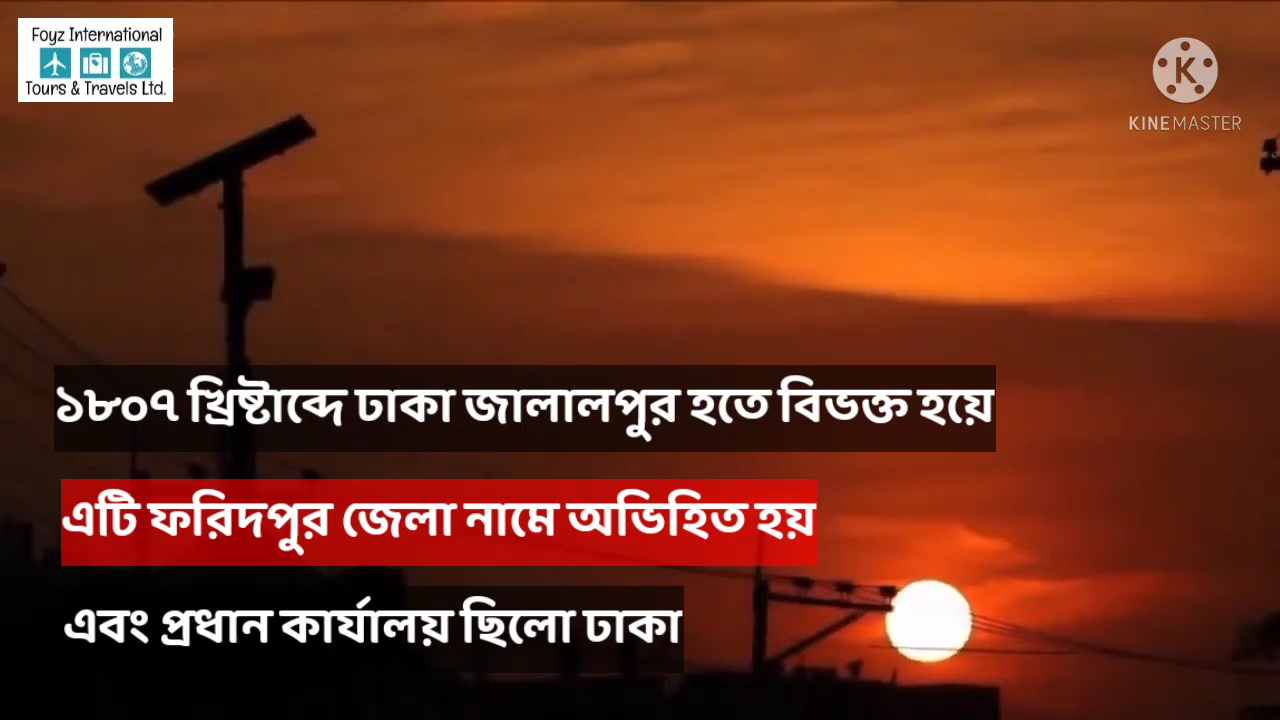 Foyz International
Tours & Travels Ltd.
K
KINEMASTER
১৮০৭ খ্রিষ্টাব্দে ঢাকা জালালপুর হতে বিভক্ত হয়ে
এটি ফরিদপুর জেলা নামে অভিহিত হয়
এবং প্রধান কার্যালয় ছিলো ঢাকা